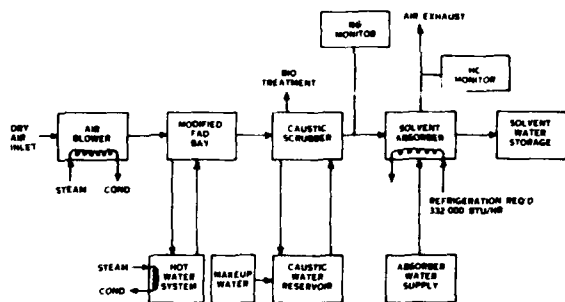 NG MONITOR
AIR EXHAUST
HC MONITOR
BIO TREATMENT
DRY AIR INLET
AIR BLOWER
MODIFIED FAD BAY
CAUSTIC SCRUBBER
SOLVENT ABSORBER
SOLVENT WATER STORAGE
STEAM
COND
REFRIGERATION REQ'D
332 000 BTU/HR
STEAM
COND
HOT WATER SYSTEM
MAKEUP WATER
CAUSTIC WATER RESERVOIR
ABSORBER WATER SUPPLY